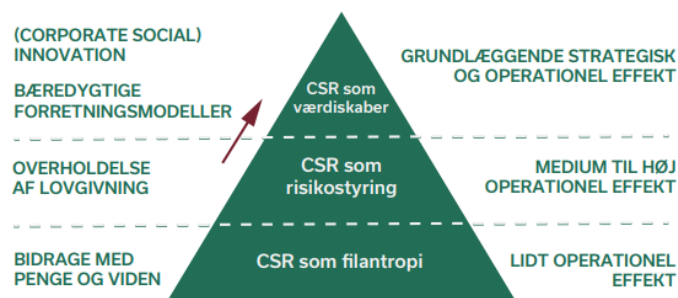 (CORPORATE SOCIAL)
INNOVATION
BÆREDYGTIGE
FORRETNINGSMODELLER
CSR som
værdiskaber
GRUNDLÆGGENDE STRATEGISK
OG OPERATIONEL EFFEKT
OVERHOLDELSE
AF LOVGIVNING
CSR som
risikostyring
MEDIUM TIL HØJ
OPERATIONEL EFFEKT
BIDRAGE MED
PENGE OG VIDEN
CSR som filantropi
LIDT OPERATIONEL
EFFEKT